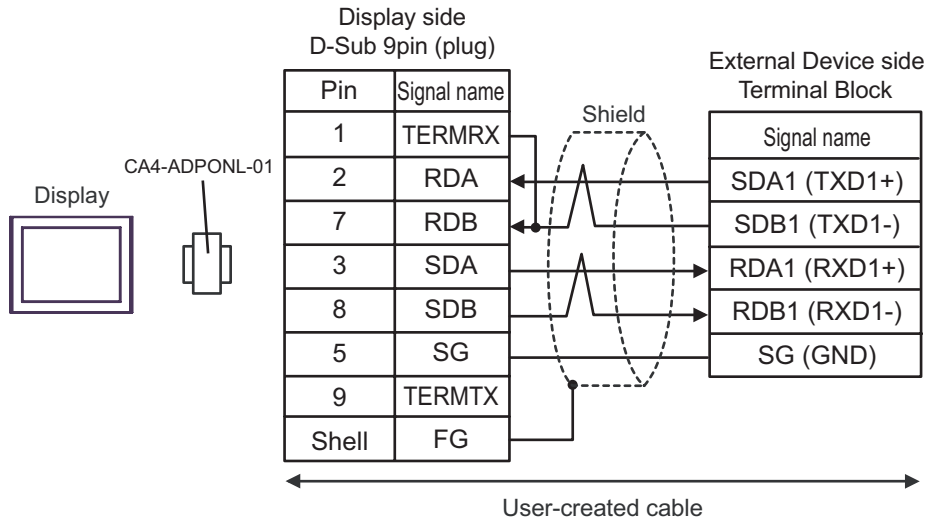 Display side
D-Sub 9pin (plug)
External Device side
Terminal Block
Pin Signal name
Shield
Signal name
1 TERMRX
CA4-ADPONL-01
Display
2 RDA
SDA1 (TXD1+)
7 RDB
SDB1 (TXD1-)
3 SDA
RDA1 (RXD1+)
8 SDB
RDB1 (RXD1-)
5 SG
SG (GND)
9 TERMTX
Shell FG
User-created cable